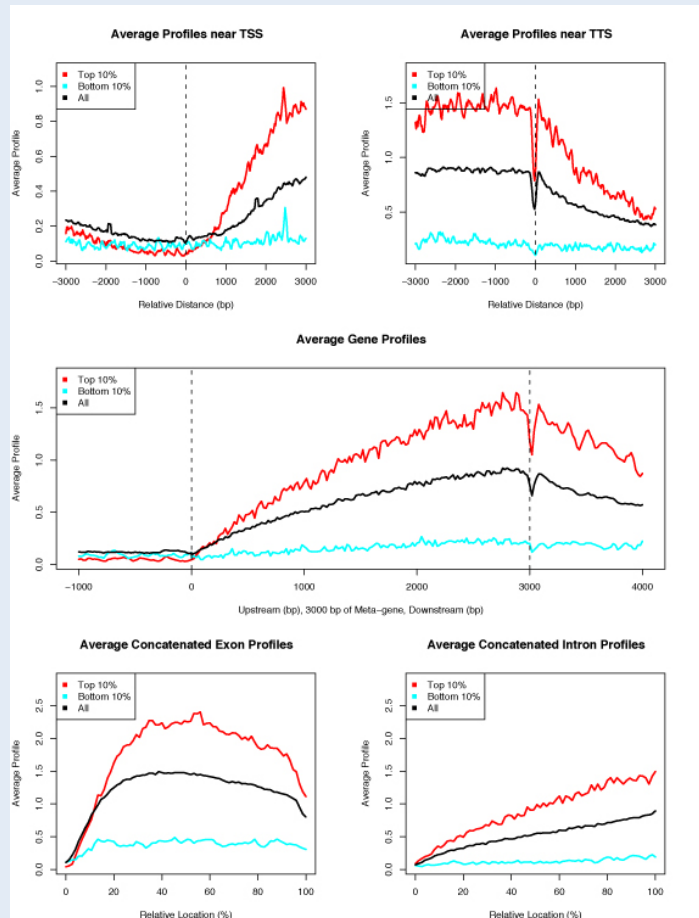 Average Profiles near TSS
Average Profile
0.0 0.2 0.4 0.6 0.8 1.0
Top 10%
Bottom 10%
All
−3000 −2000 −1000 0 1000 2000 3000
Relative Distance (bp)
Average Profiles near TTS
Average Profile
0.5 1.0 1.5
Top 10%
Bottom 10%
All
−3000 −2000 −1000 0 1000 2000 3000
Relative Distance (bp)
Average Gene Profiles
Average Profile
0.0 0.5 1.0 1.5
Top 10%
Bottom 10%
All
−1000 0 1000 2000 3000 4000
Upstream (bp), 3000 bp of Meta-gene, Downstream (bp)
Average Concatenated Exon Profiles
Average Profile
0.0 0.5 1.0 1.5 2.0 2.5
Top 10%
Bottom 10%
All
0 20 40 60 80 100
Relative Location (%)
Average Concatenated Intron Profiles
Average Profile
0.0 0.5 1.0 1.5 2.0 2.5
Top 10%
Bottom 10%
All
0 20 40 60 80 100
Relative Location (%)